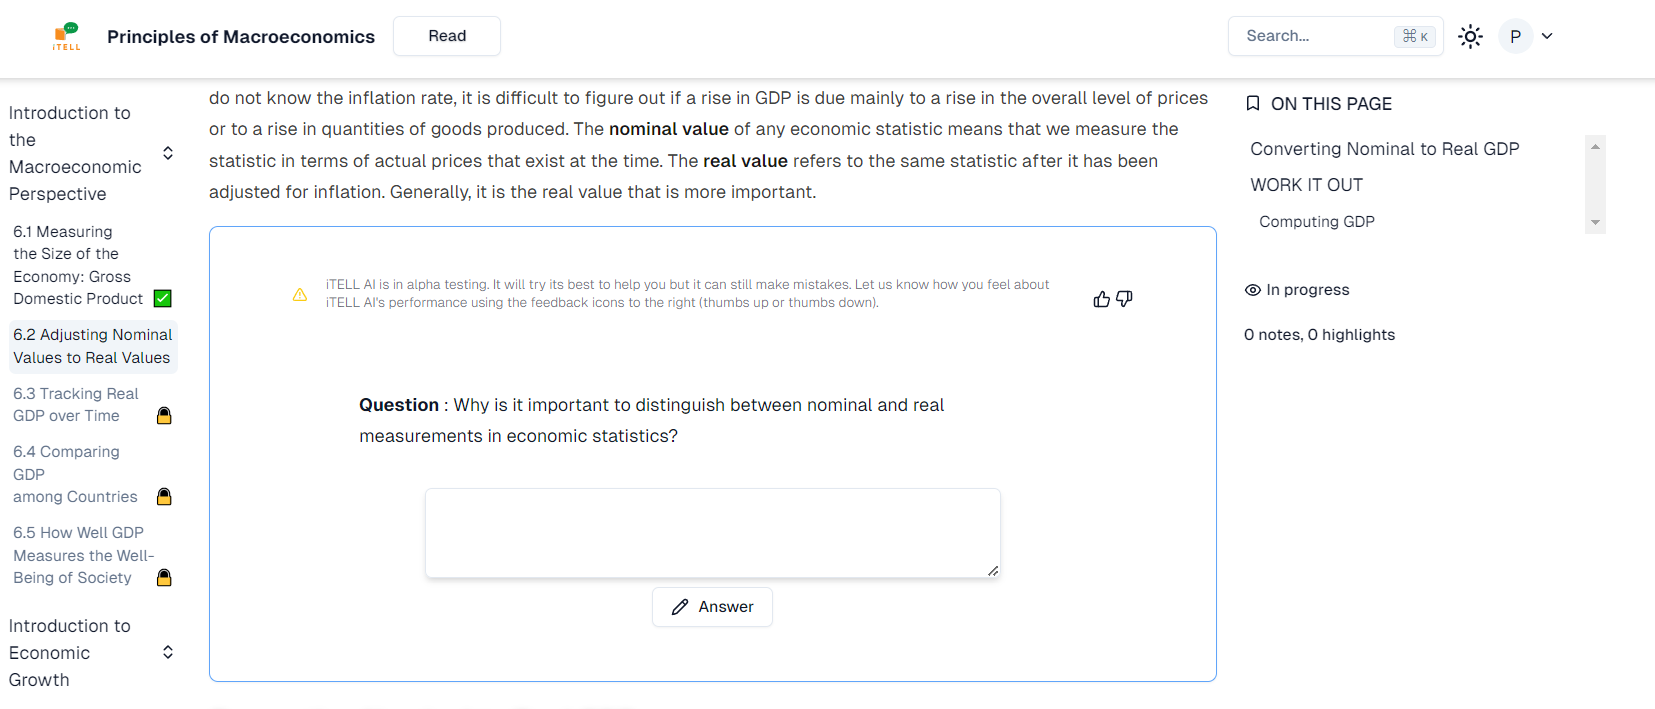 iTELL
Principles of Macroeconomics
Read
Search...
⌘ K
P
Introduction to
the
Macroeconomic
Perspective
6.1 Measuring
the Size of the
Economy: Gross
Domestic Product
6.2 Adjusting Nominal
Values to Real Values
6.3 Tracking Real
GDP over Time
6.4 Comparing
GDP
among Countries
6.5 How Well GDP
Measures the Well-
Being of Society
Introduction to
Economic
Growth
do not know the inflation rate, it is difficult to figure out if a rise in GDP is due mainly to a rise in the overall level of prices
or to a rise in quantities of goods produced. The nominal value of any economic statistic means that we measure the
statistic in terms of actual prices that exist at the time. The real value refers to the same statistic after it has been
adjusted for inflation. Generally, it is the real value that is more important.
iTELL AI is in alpha testing. It will try its best to help you but it can still make mistakes. Let us know how you feel about
iTELL AI's performance using the feedback icons to the right (thumbs up or thumbs down).
Question : Why is it important to distinguish between nominal and real
measurements in economic statistics?
Answer
ON THIS PAGE
Converting Nominal to Real GDP
WORK IT OUT
Computing GDP
In progress
0 notes, 0 highlights